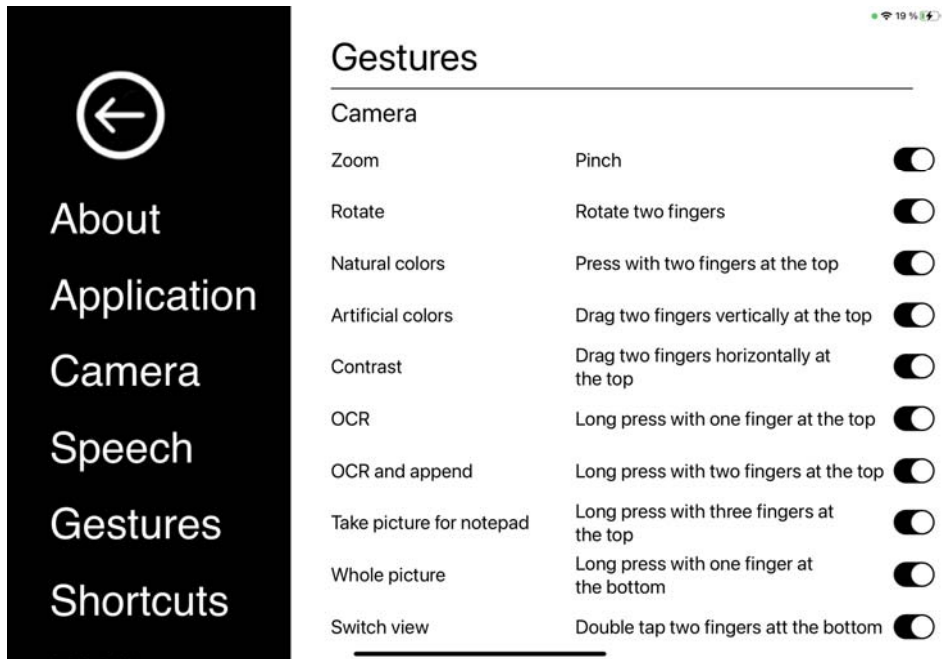 19 %
About
Application
Camera
Speech
Gestures
Shortcuts
Gestures
Camera
Zoom Pinch
Rotate Rotate two fingers
Natural colors Press with two fingers at the top
Artificial colors Drag two fingers vertically at the top
Contrast Drag two fingers horizontally at
the top
OCR Long press with one finger at the top
OCR and append Long press with two fingers at the top
Take picture for notepad Long press with three fingers at
the top
Whole picture Long press with one finger at
the bottom
Switch view Double tap two fingers att the bottom